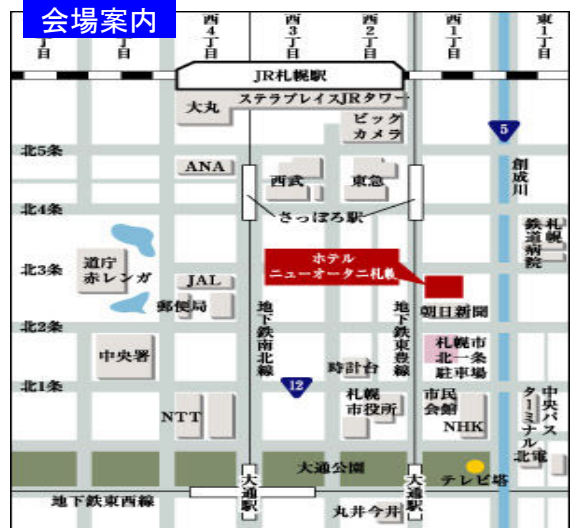 会場案内
丁目
丁目
西4丁目
西3丁目
西2丁目
西1丁目
東1丁目
JR札幌駅
大丸
ステラプレイス
JRタワー
ビック
カメラ
5
北5条
ANA
西武
東急
創成川
北4条
さっぽろ駅
札幌
鉄道病院
ホテル
ニューオータニ札幌
北3条
道庁
赤レンガ
JAL
郵便局
朝日新聞
地下鉄南北線
地下鉄東豊線
北2条
中央署
時計台
札幌市
北一条
駐車場
北1条
12
札幌
市役所
市民
会館
NHK
中央バス
ターミナル
NTT
北電
大通公園
テレビ塔
大通駅
大通駅
地下鉄東西線
丸井今井